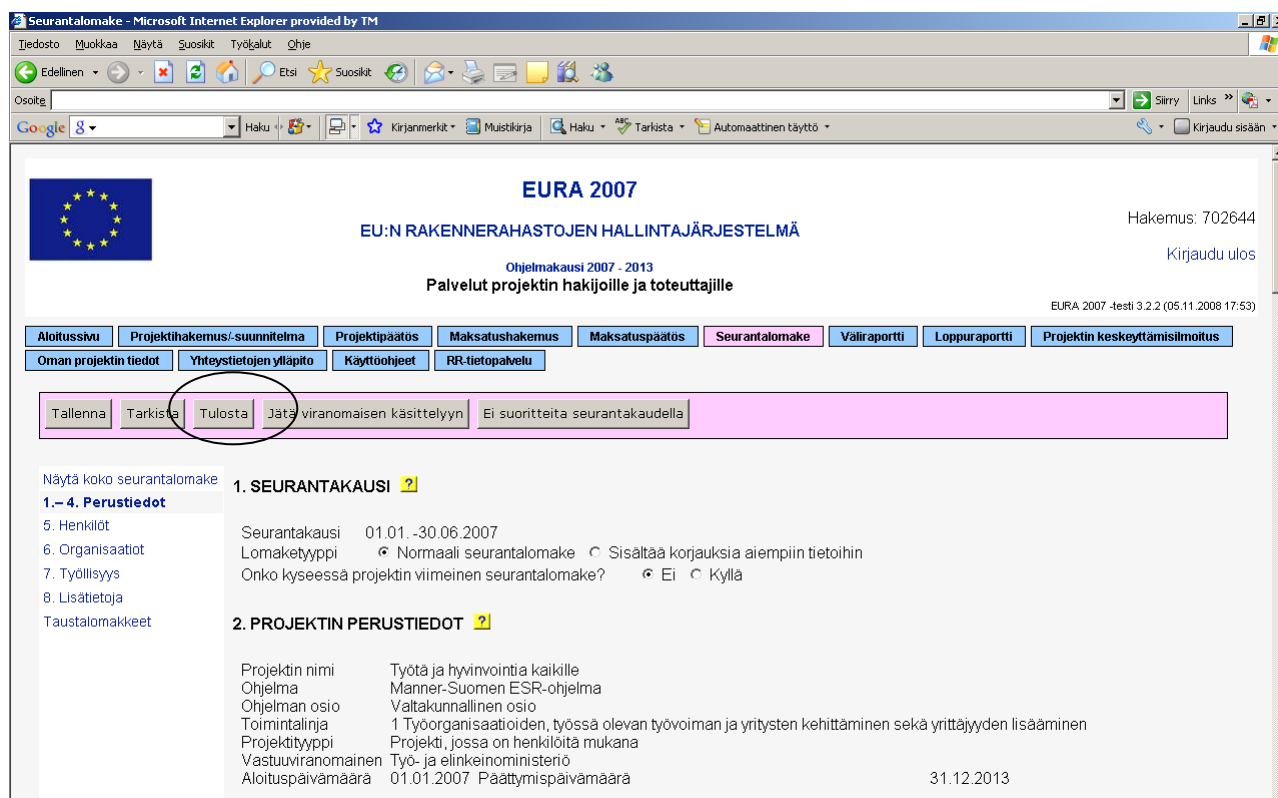 Seurantalomake - Microsoft Internet Explorer provided by TM
Tiedosto Muokkaa Näytä Suosikit Työkalut Ohje
Edellinen Etsi Suosikit
Osoite Siirry Links »
Google Haku Kirjanmerkit Muistikirja Haku Tarkista Automaattinen täyttö Kirjaudu sisään
EURA 2007
Hakemus: 702644
EU:N RAKENNERAHASTOJEN HALLINTAJÄRJESTELMÄ
Kirjaudu ulos
Ohjelmakausi 2007 - 2013
Palvelut projektin hakijoille ja toteuttajille
EURA 2007 -testi 3.2.2 (05.11.2008 17:53)
Aloitussivu Projektihakemus/-suunnitelma Projektipäätös Maksatushakemus Maksatuspäätös Seurantalomake Väliraportti Loppuraportti Projektin keskeyttämisilmoitus
Oman projektin tiedot Yhteystietojen ylläpito Käyttöohjeet RR-tietopalvelu
Tallenna Tarkista Tulosta Jätä viranomaisen käsittelyyn Ei suoritteita seurantakaudella
Näytä koko seurantalomake
1.– 4. Perustiedot
5. Henkilöt
6. Organisaatiot
7. Työllisyys
8. Lisätietoja
Taustalomakkeet
1. SEURANTAKAUSI ?
Seurantakausi 01.01. -30.06.2007
Lomaketyyppi Normaali seurantalomake Sisältää korjauksia aiempiin tietoihin
Onko kyseessä projektin viimeinen seurantalomake? Ei Kyllä
2. PROJEKTIN PERUSTIEDOT ?
Projektin nimi Työtä ja hyvinvointia kaikille
Ohjelma Manner-Suomen ESR-ohjelma
Ohjelman osio Valtakunnallinen osio
Toimintalinja 1 Työorganisaatioiden, työssä olevan työvoiman ja yritysten kehittäminen sekä yrittäjyyden lisääminen
Projektityyppi Projekti, jossa on henkilöitä mukana
Vastuuviranomainen Työ- ja elinkeinoministeriö
Aloituspäivämäärä 01.01.2007 Päättymispäivämäärä 31.12.2013